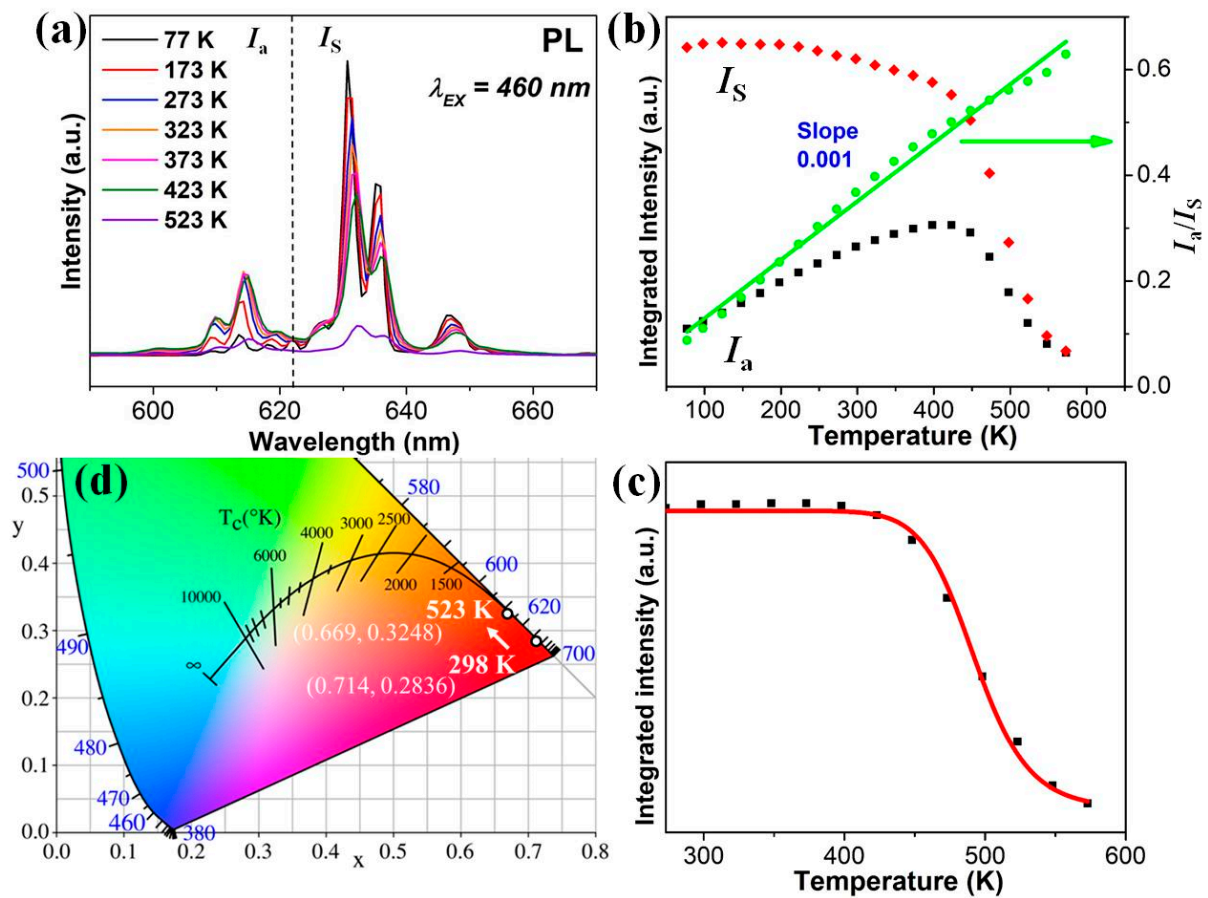 (a)
77 K
173 K
273 K
323 K
373 K
423 K
523 K
Ia
IS
PL
λEX = 460 nm
Intensity (a.u.)
600
620
640
660
Wavelength (nm)
(b)
IS
Slope
0.001
Ia
Integrated Intensity (a.u.)
0.6
0.4
0.2
0.0
Ia/IS
100
200
300
400
500
600
Temperature (K)
(d)
500
0.5
y
0.4
0.3
0.2
0.1
0.0
490
480
470
460
380
Tc(°K)
∞
10000
6000
4000
3000
2500
2000
1500
580
600
620
700
523 K
(0.669, 0.3248)
298 K
(0.714, 0.2836)
0.0
0.1
0.2
0.3
0.4
0.5
0.6
0.7
0.8
x
(c)
Integrated intensity (a.u.)
300
400
500
600
Temperature (K)